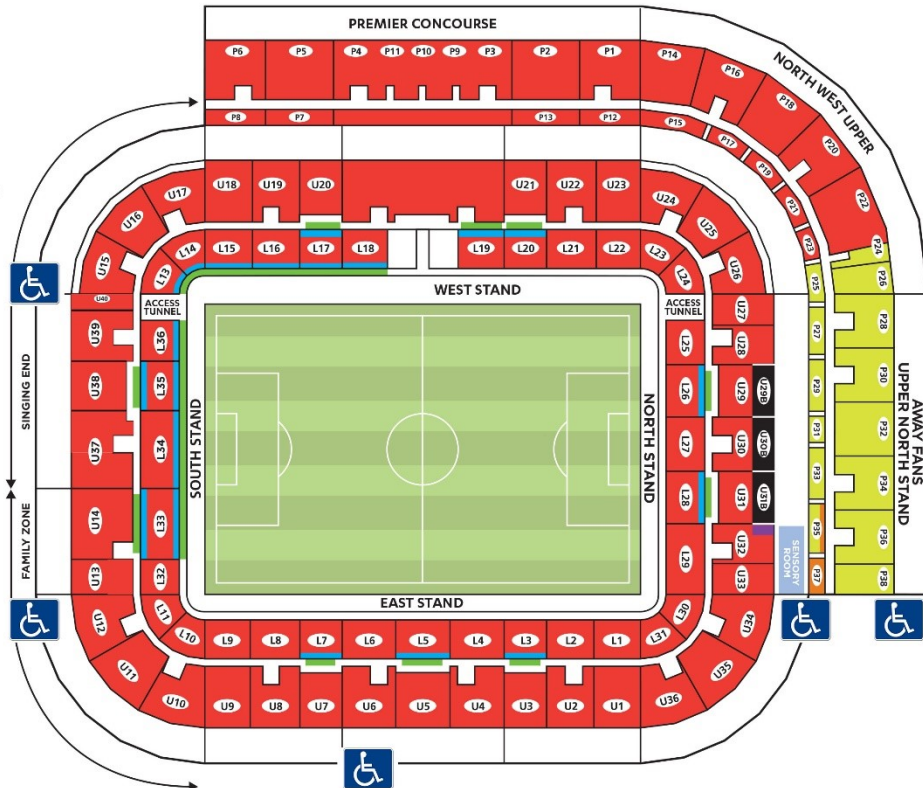 PREMIER CONCOURSE
P6 P5 P4 P11 P10 P9 P3 P2 P1
P14
P16
P18
P20
P22
P24
P26
NORTH WEST UPPER
P8 P7 P13 P12 P15
P17
P19
P21
P23
P25
U18 U19 U20 U21 U22 U23
U17
U16
U15
U24
U25
U26
L13
L14
L15 L16 L17 L18 L19 L20 L21 L22
L23
L24
WEST STAND
ACCESS
TUNNEL
ACCESS
TUNNEL
U40
U39
U38
U37
U14
U13
L36
L35
L34
L33
L32
SINGING END
FAMILY ZONE
SOUTH STAND
NORTH STAND
L25
L26
L27
L28
L29
U27
U28
U29
U30
U31
U32
U33
U29B
U30B
U31B
SENSORY
ROOM
P27
P29
P31
P33
P35
P37
P28
P30
P32
P34
P36
P38
AWAY FANS
UPPER NORTH STAND
EAST STAND
L11
L10
L9 L8 L7 L6 L5 L4 L3 L2 L1
L31
L30
U12
U11
U10
U9 U8 U7 U6 U5 U4 U3 U2 U1
U36
U35
U34